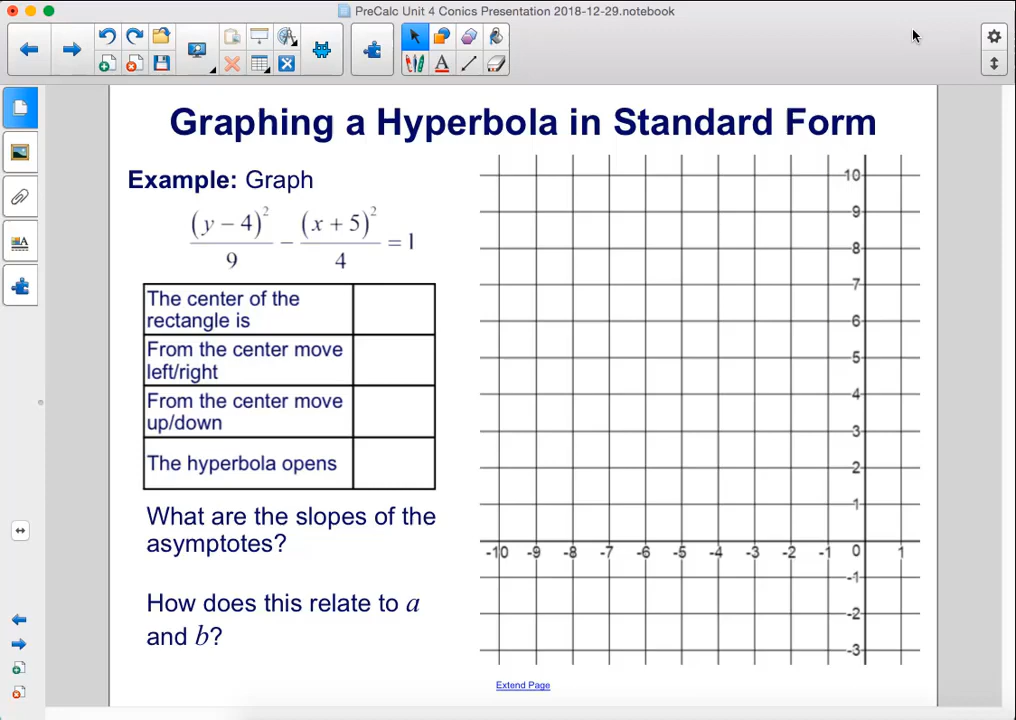 PreCalc Unit 4 Conics Presentation 2018-12-29.notebook
Graphing a Hyperbola in Standard Form
Example: Graph
(y − 4)² / 9 − (x + 5)² / 4 = 1
The center of the
rectangle is
From the center move
left/right
From the center move
up/down
The hyperbola opens
What are the slopes of the
asymptotes?
How does this relate to a
and b?
10
9
8
7
6
5
4
3
2
1
-10 -9 -8 -7 -6 -5 -4 -3 -2 -1 0 1
-1
-2
-3
Extend Page